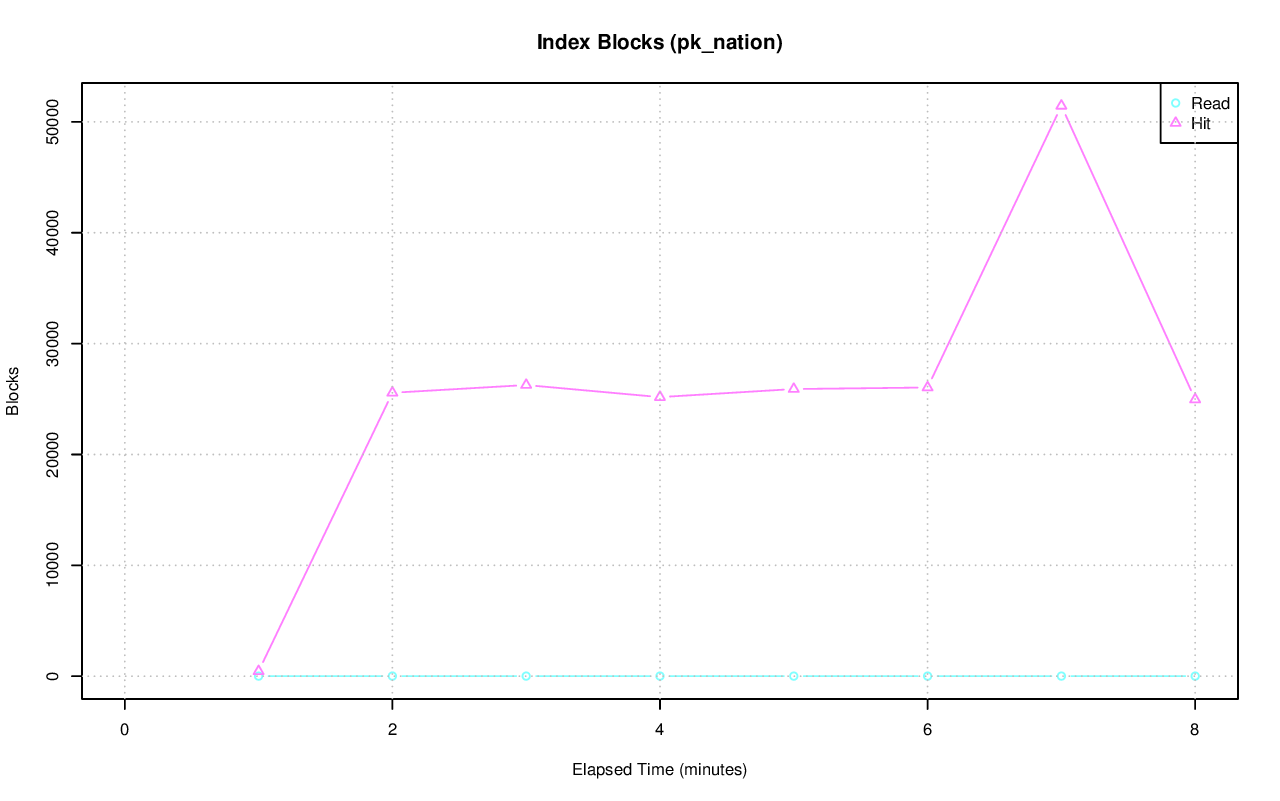 Index Blocks (pk_nation)
Read
Hit
50000
40000
30000
20000
10000
0
Blocks
0 2 4 6 8
Elapsed Time (minutes)